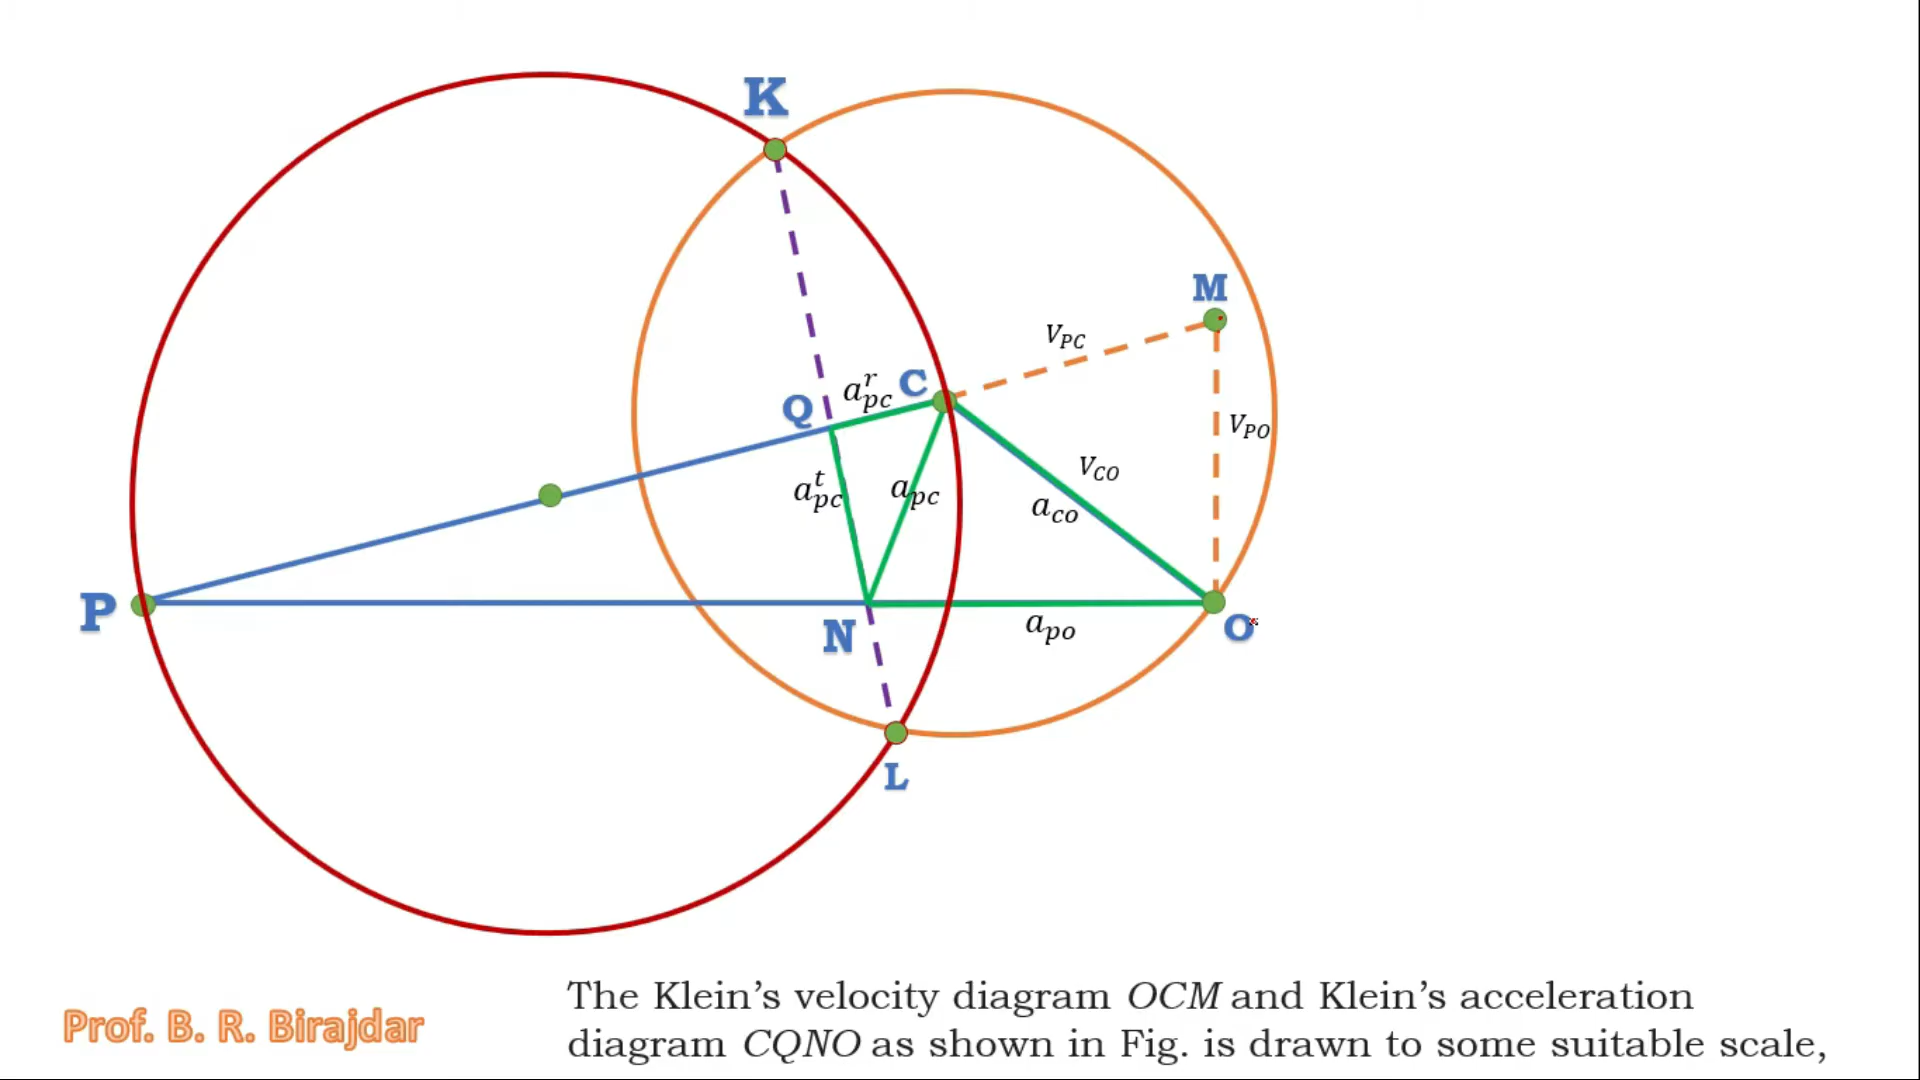 K
M
V_PC
a^r_pc
C
Q
V_PO
V_CO
a^t_pc
a_pc
a_co
P
N
a_po
O
L
The Klein’s velocity diagram OCM and Klein’s acceleration
diagram CQNO as shown in Fig. is drawn to some suitable scale,
Prof. B. R. Birajdar